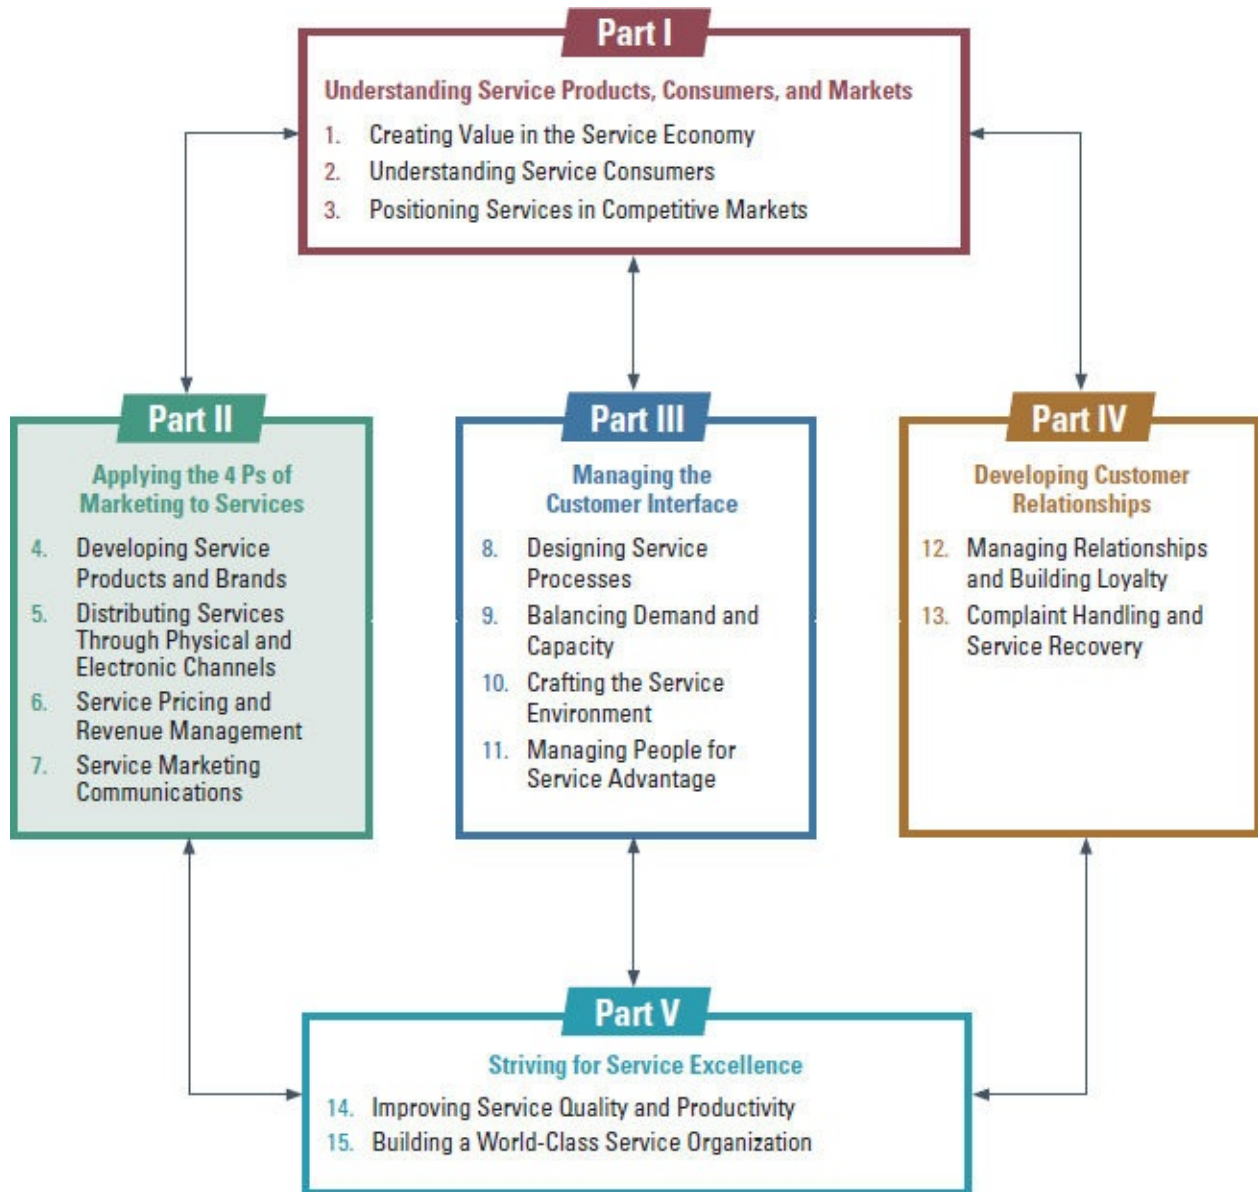 Part I
Understanding Service Products, Consumers, and Markets
1. Creating Value in the Service Economy
2. Understanding Service Consumers
3. Positioning Services in Competitive Markets
Part II
Applying the 4 Ps of
Marketing to Services
4. Developing Service
Products and Brands
5. Distributing Services
Through Physical and
Electronic Channels
6. Service Pricing and
Revenue Management
7. Service Marketing
Communications
Part III
Managing the
Customer Interface
8. Designing Service
Processes
9. Balancing Demand and
Capacity
10. Crafting the Service
Environment
11. Managing People for
Service Advantage
Part IV
Developing Customer
Relationships
12. Managing Relationships
and Building Loyalty
13. Complaint Handling and
Service Recovery
Part V
Striving for Service Excellence
14. Improving Service Quality and Productivity
15. Building a World-Class Service Organization